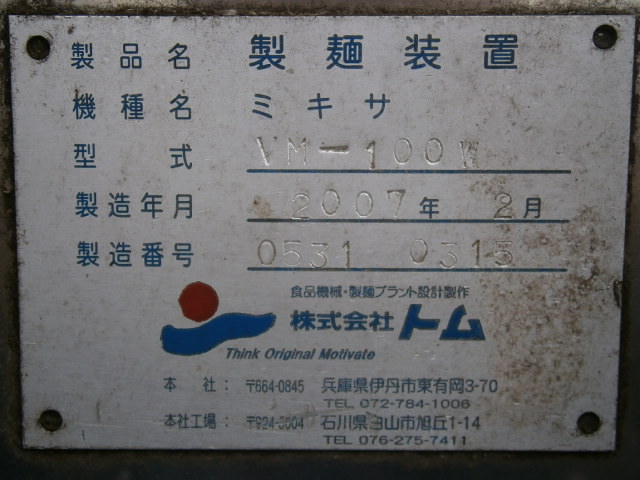 製品名 製麺装置
機種名 ミキサ
型式 VM-100W
製造年月 2007年 2月
製造番号 0531 0315
食品機械・製麺プラント設計製作
株式会社トム
Think Original Motivate
本社：〒664-0845 兵庫県伊丹市東有岡3-70
TEL 072-784-1006
本社工場：〒924-0004 石川県白山市旭丘1-14
TEL 076-275-7411